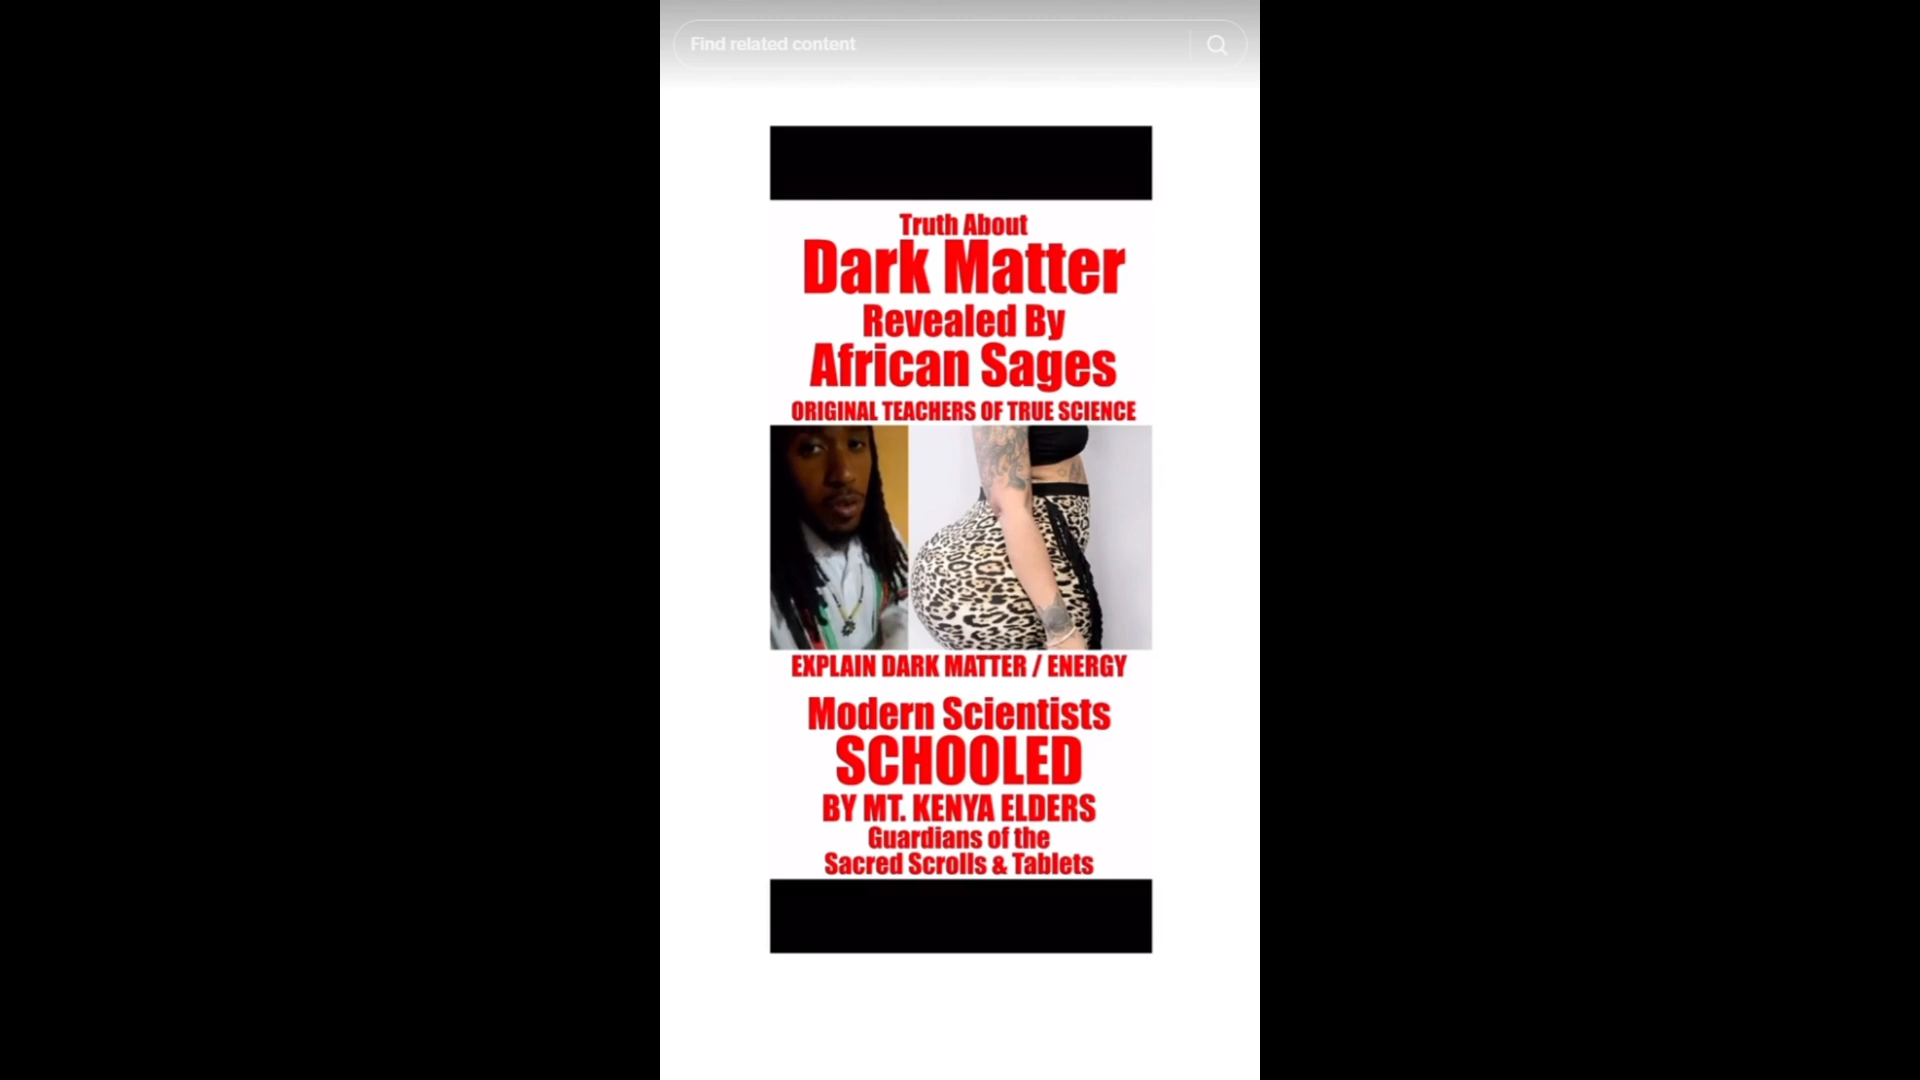 Find related content
Truth About
Dark Matter
Revealed By
African Sages
ORIGINAL TEACHERS OF TRUE SCIENCE
EXPLAIN DARK MATTER / ENERGY
Modern Scientists
SCHOOLED
BY MT. KENYA ELDERS
Guardians of the
Sacred Scrolls & Tablets